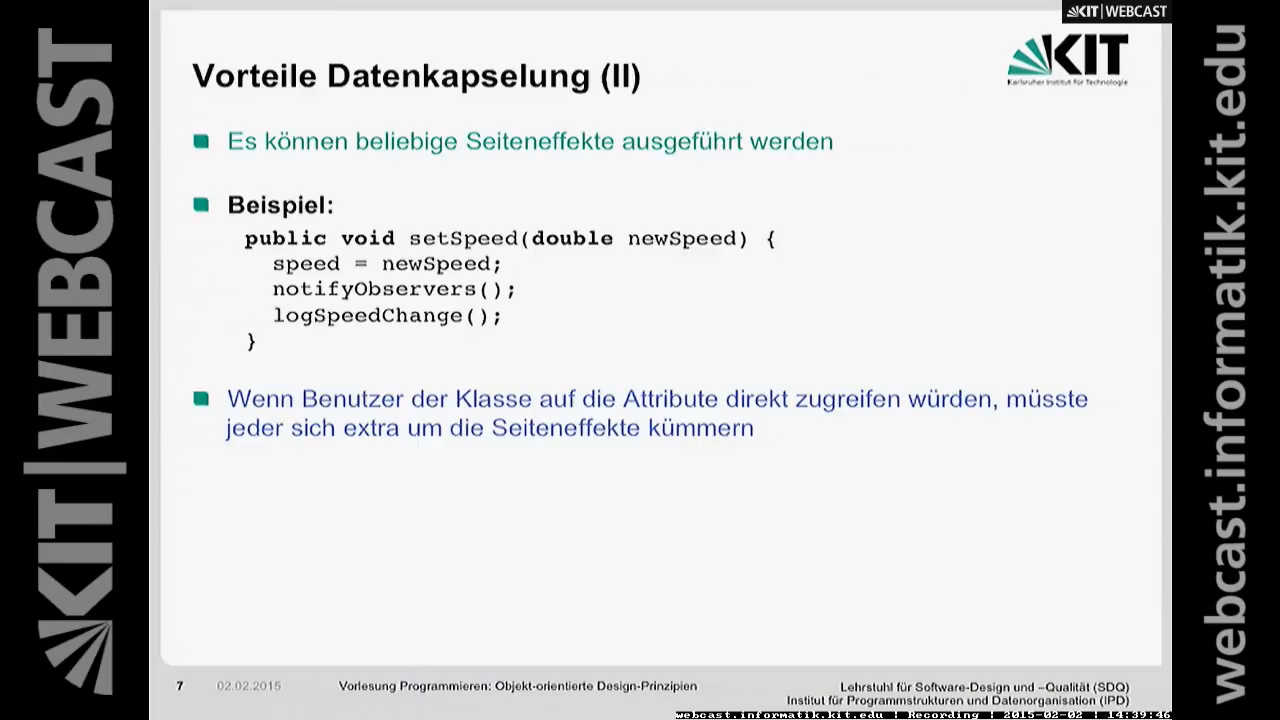 KIT|WEBCAST
KIT|WEBCAST
KIT
Karlsruher Institut für Technologie
Vorteile Datenkapselung (II)
Es können beliebige Seiteneffekte ausgeführt werden
Beispiel:
public void setSpeed(double newSpeed) {
speed = newSpeed;
notifyObservers();
logSpeedChange();
}
Wenn Benutzer der Klasse auf die Attribute direkt zugreifen würden, müsste
jeder sich extra um die Seiteneffekte kümmern
7
02.02.2015
Vorlesung Programmieren: Objekt-orientierte Design-Prinzipien
Lehrstuhl für Software-Design und –Qualität (SDQ)
Institut für Programmstrukturen und Datenorganisation (IPD)
webcast.informatik.kit.edu | Recording | 2015-02-02 | 14:39:46
webcast.informatik.kit.edu